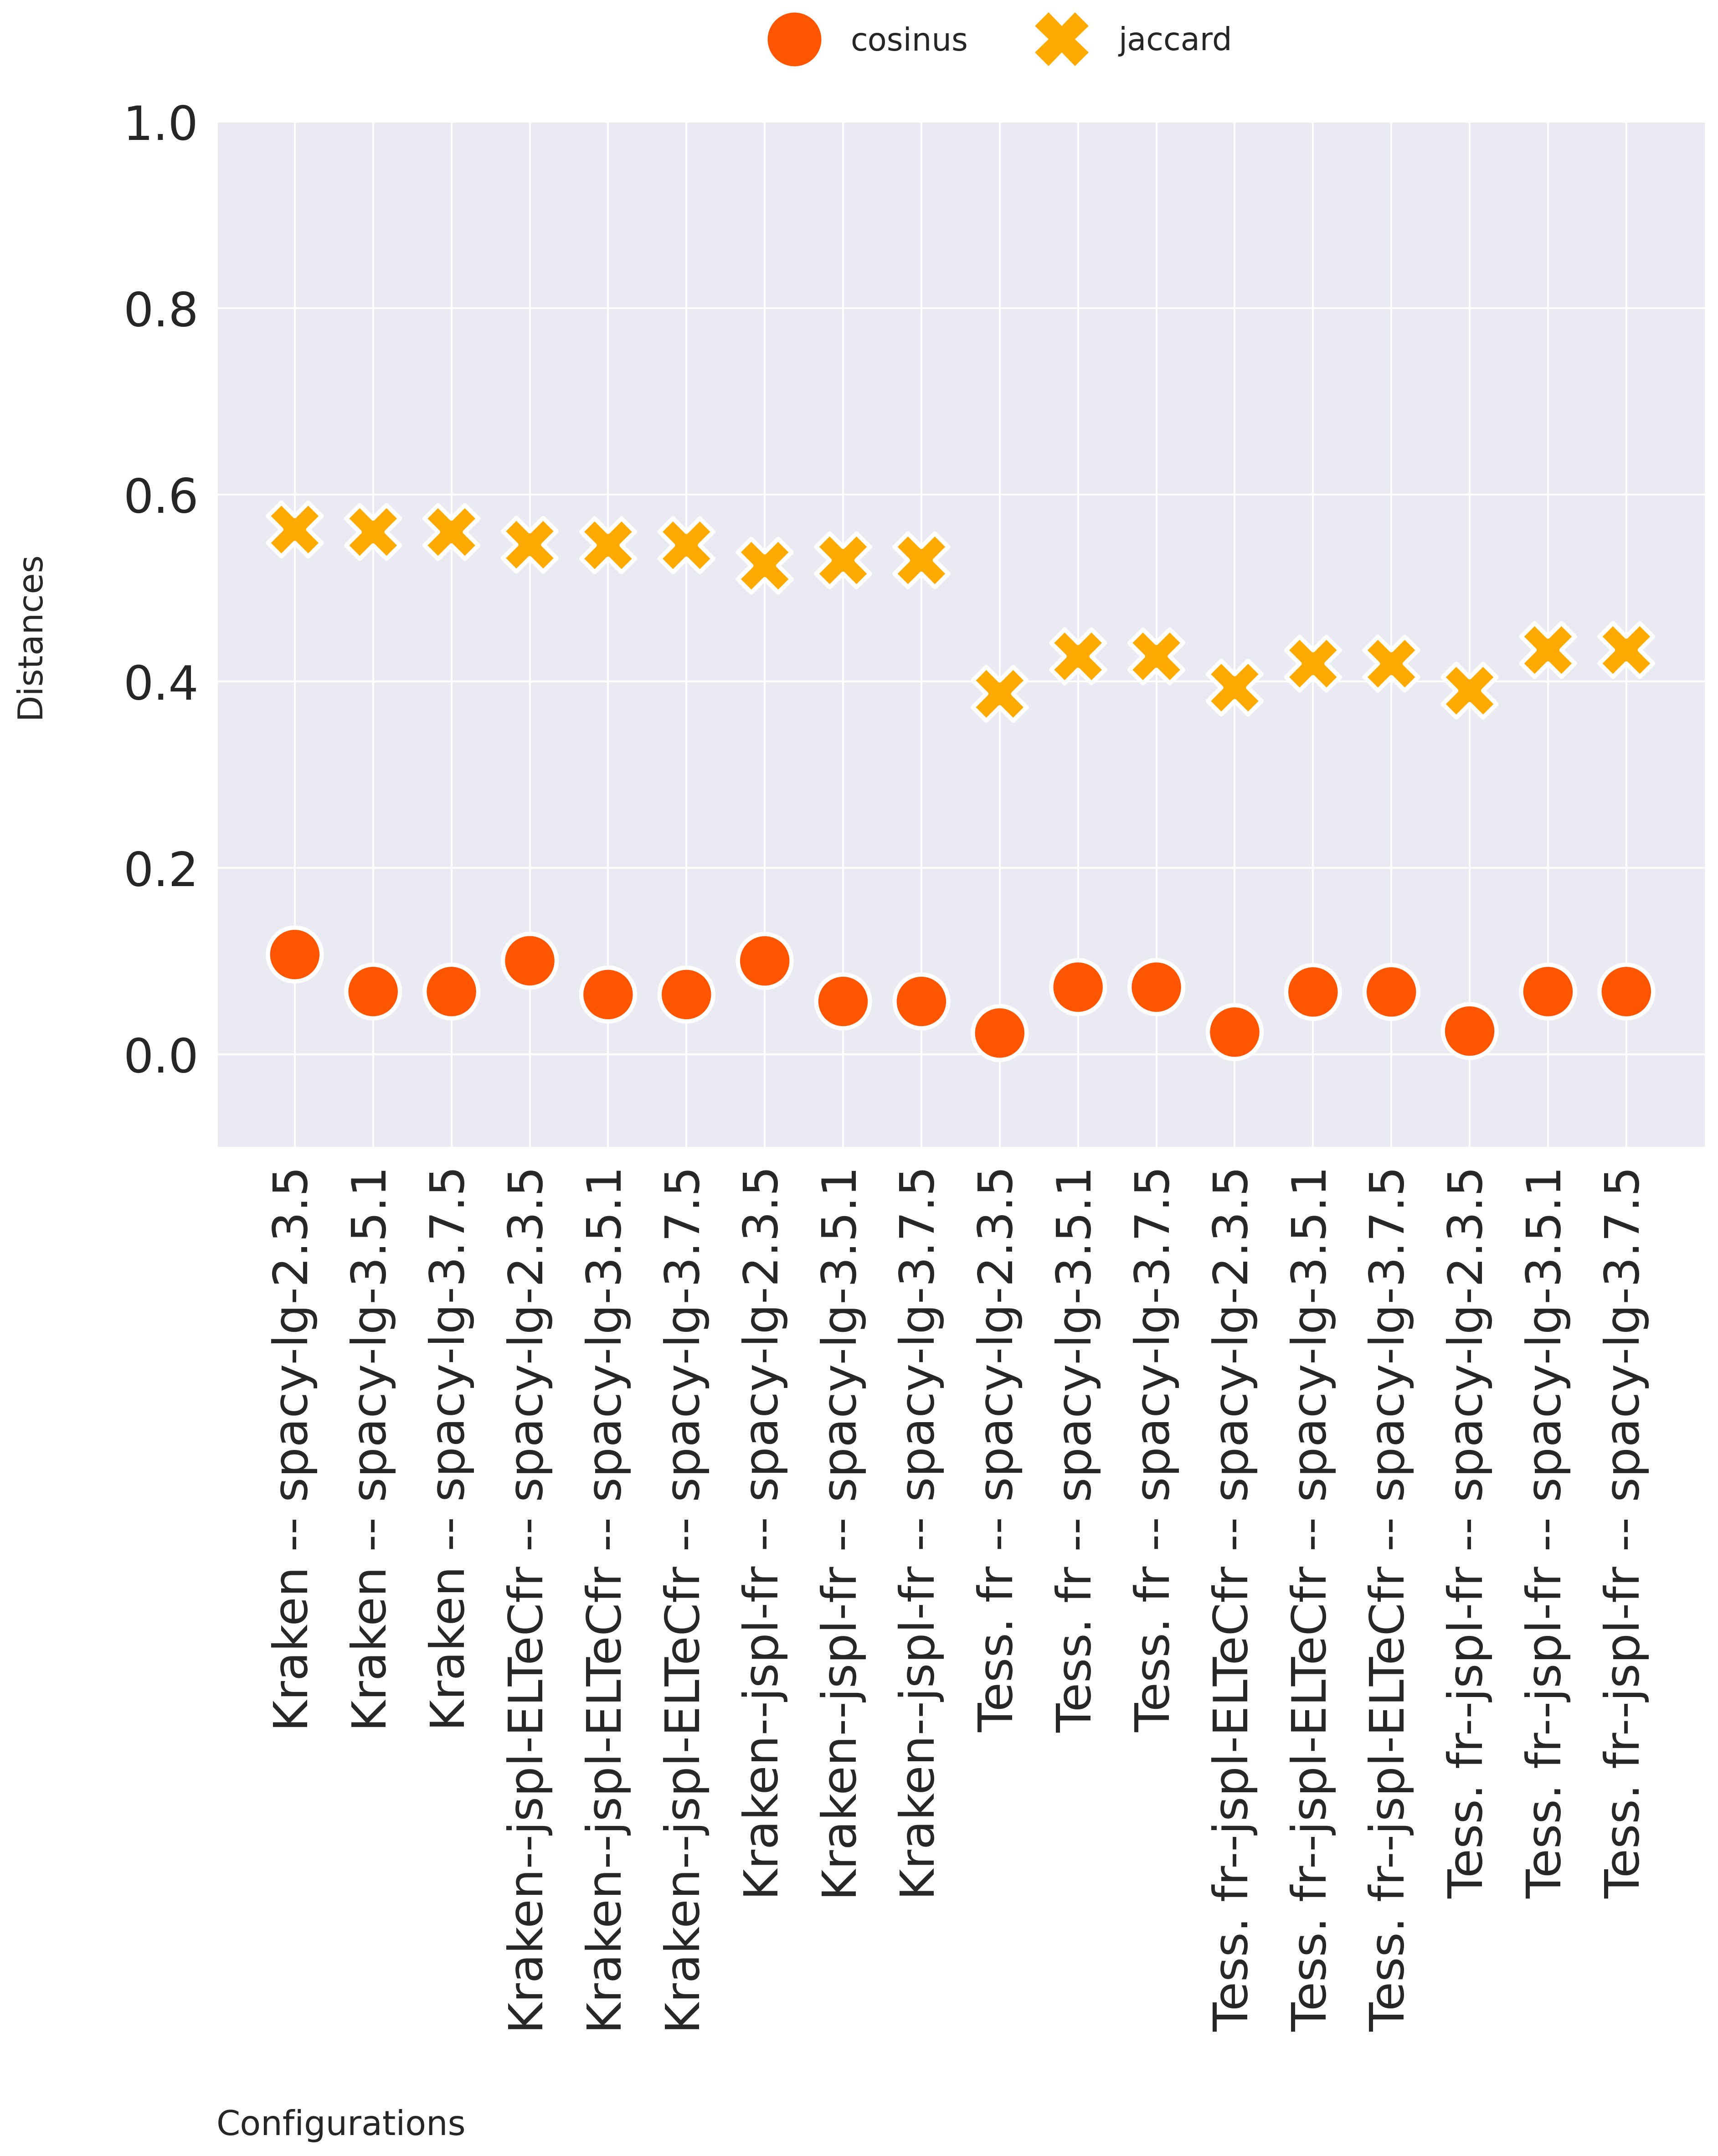 cosinus
jaccard
1.0
0.8
0.6
0.4
0.2
0.0
Distances
Kraken -- spacy-lg-2.3.5
Kraken -- spacy-lg-3.5.1
Kraken -- spacy-lg-3.7.5
Kraken--jspl-ELTeCfr -- spacy-lg-2.3.5
Kraken--jspl-ELTeCfr -- spacy-lg-3.5.1
Kraken--jspl-ELTeCfr -- spacy-lg-3.7.5
Kraken--jspl-fr -- spacy-lg-2.3.5
Kraken--jspl-fr -- spacy-lg-3.5.1
Kraken--jspl-fr -- spacy-lg-3.7.5
Tess. fr -- spacy-lg-2.3.5
Tess. fr -- spacy-lg-3.5.1
Tess. fr -- spacy-lg-3.7.5
Tess. fr--jspl-ELTeCfr -- spacy-lg-2.3.5
Tess. fr--jspl-ELTeCfr -- spacy-lg-3.5.1
Tess. fr--jspl-ELTeCfr -- spacy-lg-3.7.5
Tess. fr--jspl-fr -- spacy-lg-2.3.5
Tess. fr--jspl-fr -- spacy-lg-3.5.1
Tess. fr--jspl-fr -- spacy-lg-3.7.5
Configurations